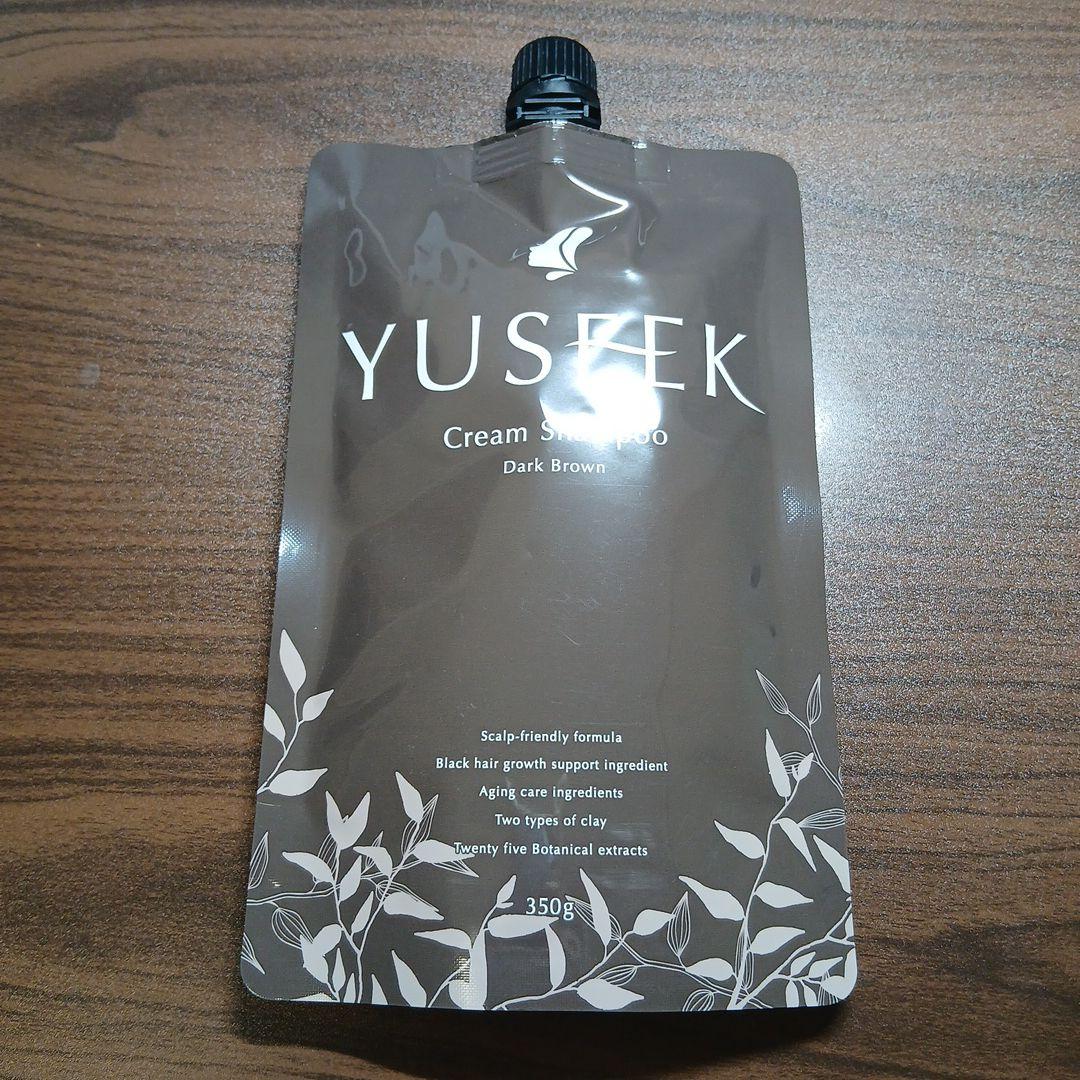 YUSEEK
Cream Shampoo
Dark Brown
Scalp-friendly formula
Black hair growth support ingredient
Aging care ingredients
Two types of clay
Twenty five Botanical extracts
350g